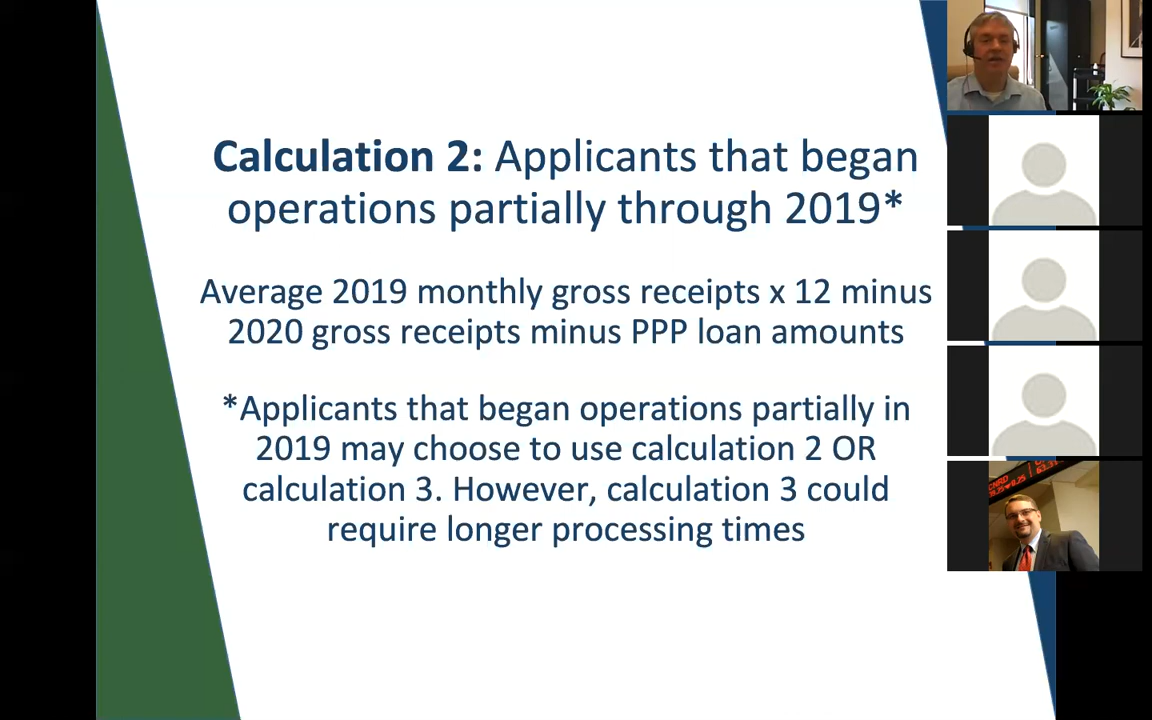 Calculation 2: Applicants that began
operations partially through 2019*
Average 2019 monthly gross receipts x 12 minus
2020 gross receipts minus PPP loan amounts
*Applicants that began operations partially in
2019 may choose to use calculation 2 OR
calculation 3. However, calculation 3 could
require longer processing times